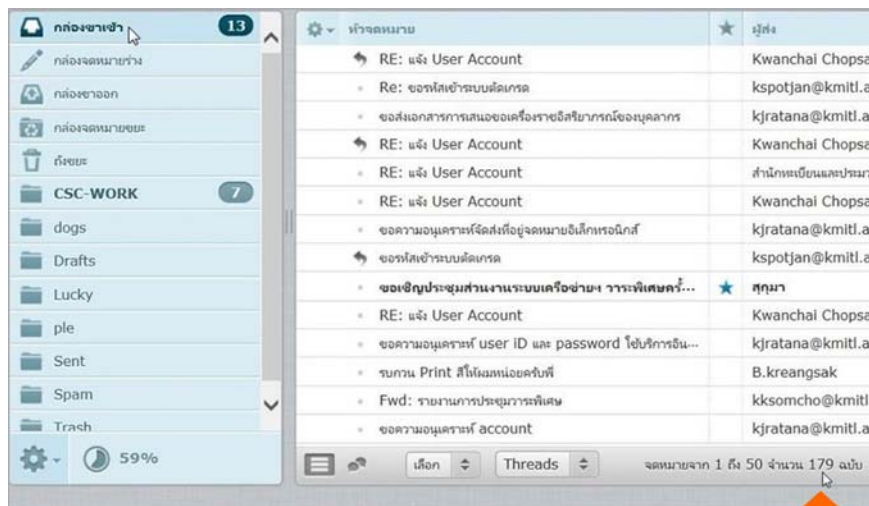 กล่องขาเข้า 13
กล่องจดหมายร่าง
กล่องขาออก
กล่องจดหมายขยะ
ถังขยะ
CSC-WORK 7
dogs
Drafts
Lucky
ple
Sent
Spam
Trash
59%
หัวจดหมาย ผู้ส่ง
RE: แจ้ง User Account Kwanchai Chopsa
Re: ขอรหัสเข้าระบบตัดเกรด kspotjan@kmitl.a
ขอส่งเอกสารการเสนอขอเครื่องราชอิสริยาภรณ์ของบุคลากร kjratana@kmitl.a
RE: แจ้ง User Account Kwanchai Chopsa
RE: แจ้ง User Account สำนักทะเบียนและประมว
RE: แจ้ง User Account Kwanchai Chopsa
ขอความอนุเคราะห์จัดส่งที่อยู่จดหมายอิเล็กทรอนิกส์ kjratana@kmitl.a
ขอรหัสเข้าระบบตัดเกรด kspotjan@kmitl.a
ขอเชิญประชุมส่วนงานระบบเครือข่ายฯ วาระพิเศษครั้... สุกุมา
RE: แจ้ง User Account Kwanchai Chopsa
ขอความอนุเคราะห์ user iD และ password ใช้บริการอิน... kjratana@kmitl.a
รบกวน Print สีให้ผมหน่อยครับพี่ B.kreangsak
Fwd: รายงานการประชุมวาระพิเศษ kksomcho@kmitl
ขอความอนุเคราะห์ account kjratana@kmitl.a
เลือก Threads จดหมายจาก 1 ถึง 50 จำนวน 179 ฉบับ